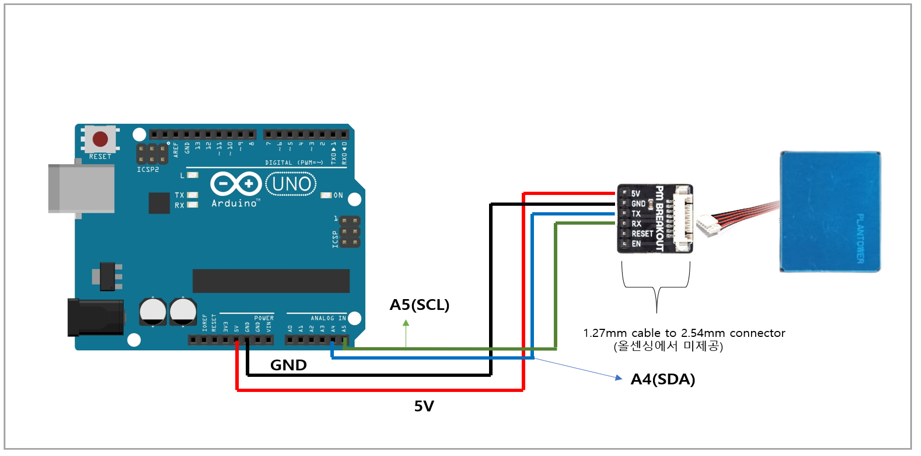 RESET
ICSP2
AREF
GND
13
12
~11
~10
~9
8
7
~6
~5
4
~3
2
TXD▶1
RXD◀0
DIGITAL (PWM=~)
L
TX
RX
UNO
Arduino™
ON
1
ICSP
IOREF
RESET
3V3
5V
GND
GND
VIN
POWER
A0
A1
A2
A3
A4
A5
ANALOG IN
5V
GND
TX
RX
RESET
EN
PM BREAKOUT
PLANTOWER
A5(SCL)
1.27mm cable to 2.54mm connector
(올센싱에서 미제공)
GND
A4(SDA)
5V